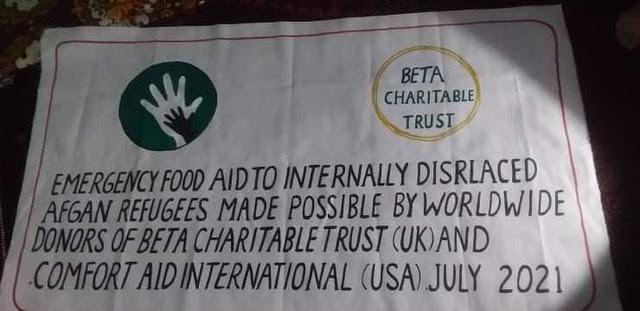 BETA
CHARITABLE
TRUST
EMERGENCY FOOD AID TO INTERNALLY DISRLACED
AFGAN REFUGEES MADE POSSIBLE BY WORLDWIDE
DONORS OF BETA CHARITABLE TRUST (UK) AND
.COMFORT AID INTERNATIONAL (USA).JULY 2021